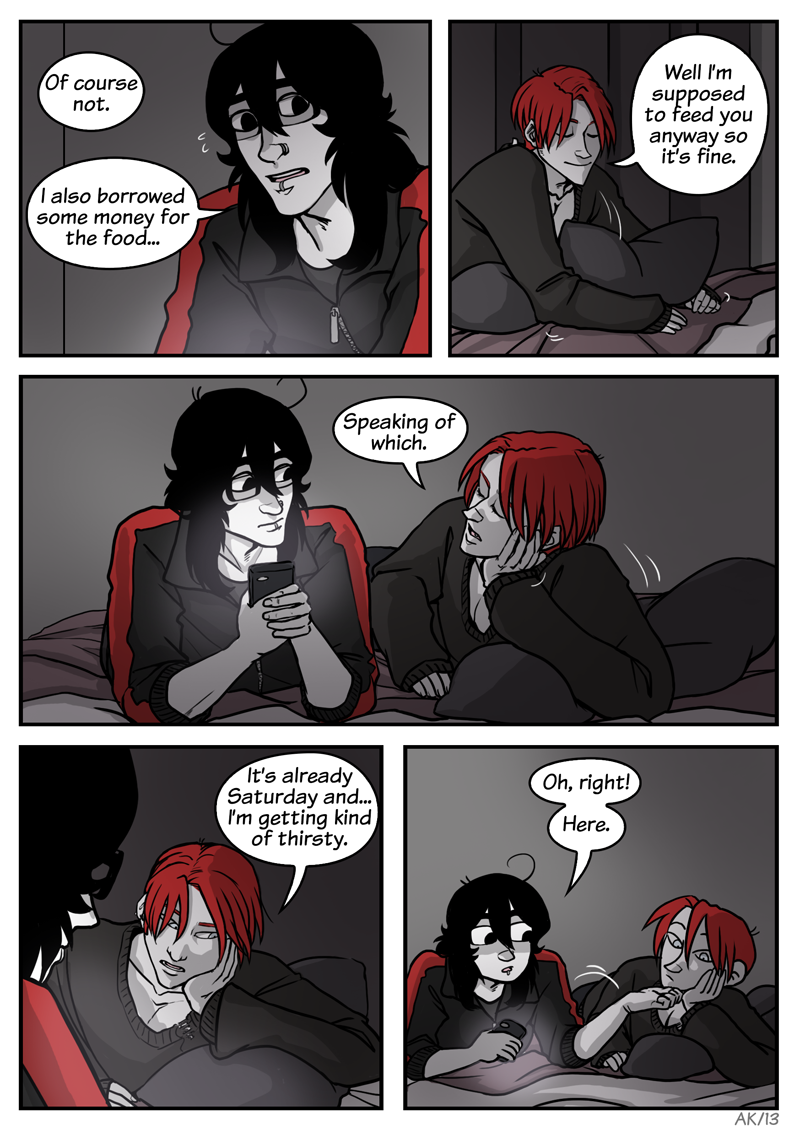 Of course
not.
I also borrowed
some money for
the food...
Well I'm
supposed
to feed you
anyway so
it's fine.
Speaking of
which.
It's already
Saturday and...
I'm getting kind
of thirsty.
Oh, right!
Here.
AK/13